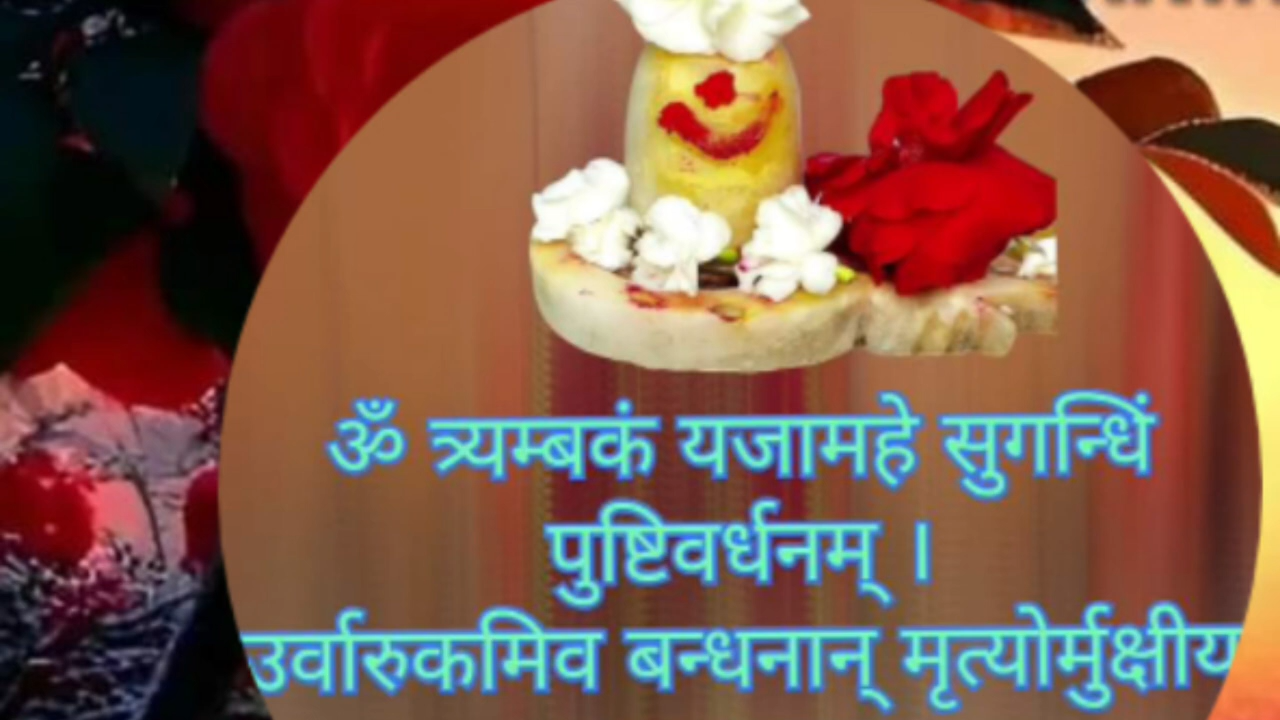 ॐ त्र्यम्बकं यजामहे सुगन्धिं
पुष्टिवर्धनम् ।
उर्वारुकमिव बन्धनान् मृत्योर्मुक्षीय